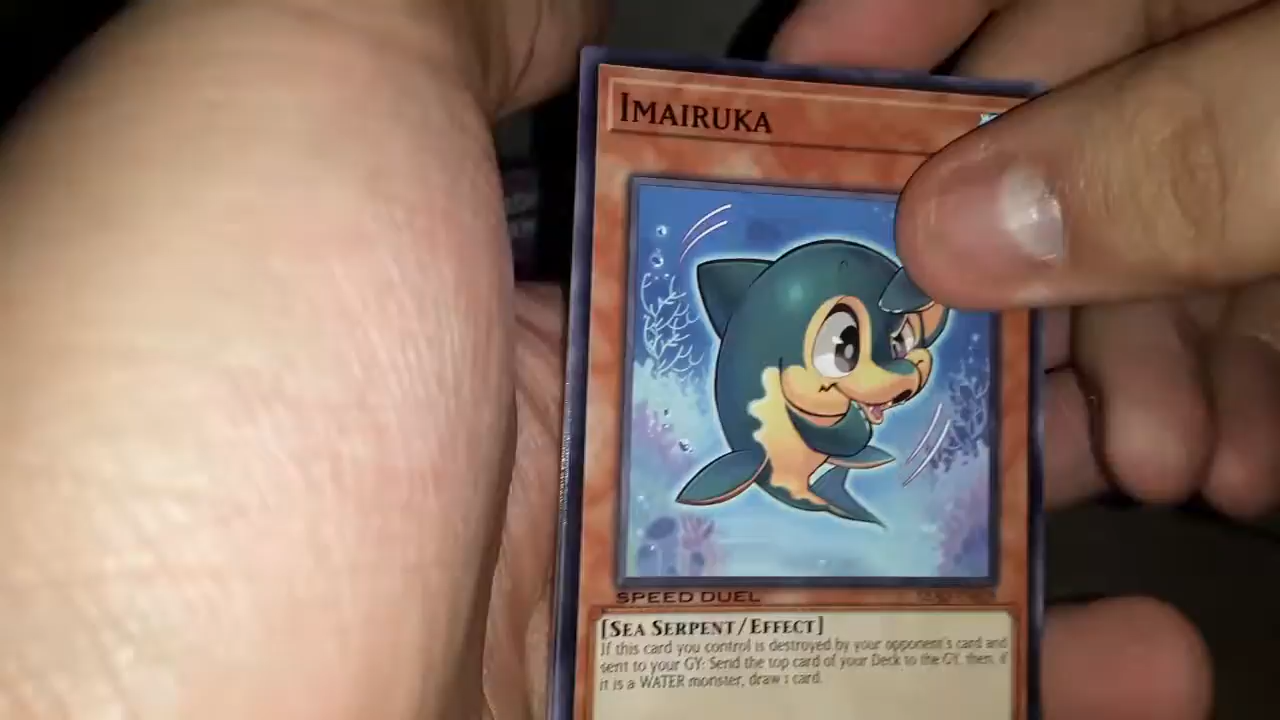 IMAIRUKA
SPEED DUEL
[SEA SERPENT/EFFECT]
If this card you control is destroyed by your opponent's card and
sent to your GY: Send the top card of your Deck to the GY, then, if
it is a WATER monster, draw 1 card.